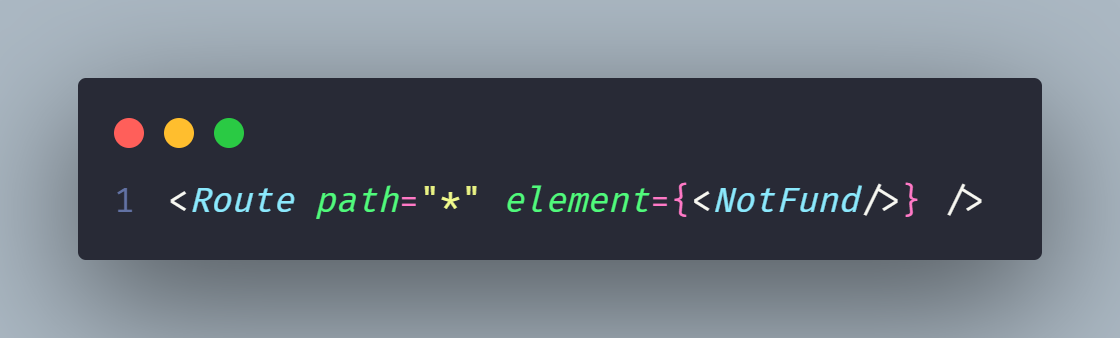 1 <Route path="*" element={<NotFund/>} />